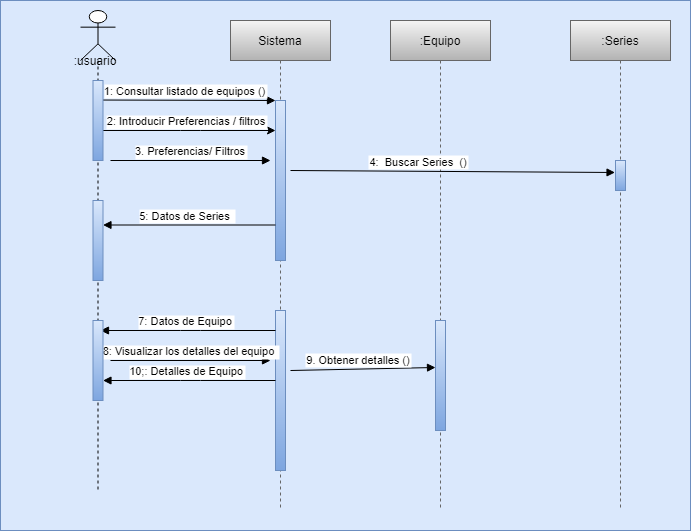 :usuario
Sistema
:Equipo
:Series
1: Consultar listado de equipos ()
2: Introducir Preferencias / filtros
3. Preferencias/ Filtros
4: Buscar Series ()
5: Datos de Series
7: Datos de Equipo
8: Visualizar los detalles del equipo
9. Obtener detalles ()
10;: Detalles de Equipo